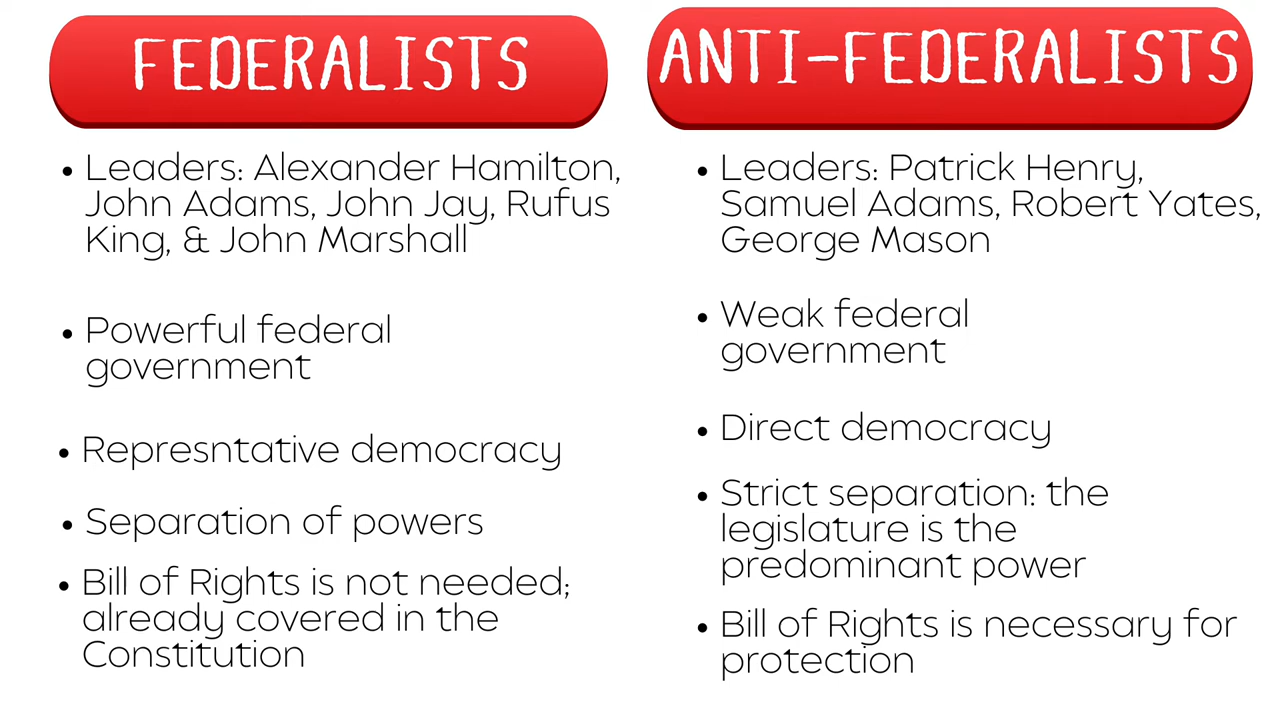 FEDERALISTS
• Leaders: Alexander Hamilton,
John Adams, John Jay, Rufus
King, & John Marshall
• Powerful federal
government
• Represntative democracy
• Separation of powers
• Bill of Rights is not needed;
already covered in the
Constitution
ANTI-FEDERALISTS
• Leaders: Patrick Henry,
Samuel Adams, Robert Yates,
George Mason
• Weak federal
government
• Direct democracy
• Strict separation: the
legislature is the
predominant power
• Bill of Rights is necessary for
protection